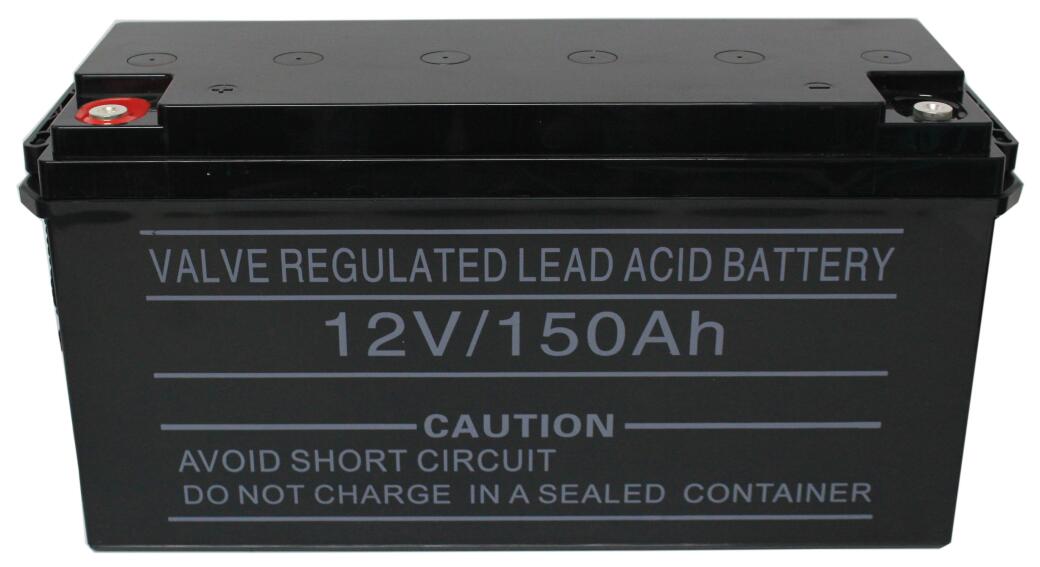 + −
VALVE REGULATED LEAD ACID BATTERY
12V/150Ah
CAUTION
AVOID SHORT CIRCUIT
DO NOT CHARGE IN A SEALED CONTAINER